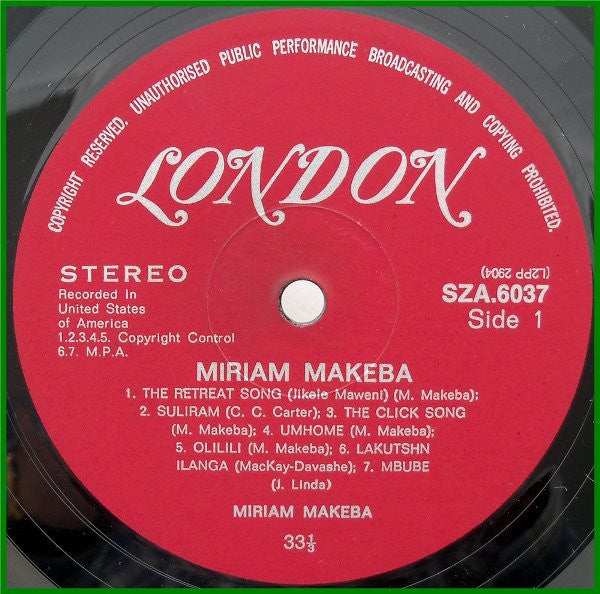 COPYRIGHT RESERVED. UNAUTHORISED PUBLIC PERFORMANCE BROADCASTING AND COPYING PROHIBITED.
LONDON
STEREO
Recorded In
United States
of America
1.2.3.4.5. Copyright Control
6.7. M.P.A.
(L2PP 2904)
SZA.6037
Side 1
MIRIAM MAKEBA
1. THE RETREAT SONG (Jikele Maweni) (M. Makeba);
2. SULIRAM (C. C. Carter); 3. THE CLICK SONG
(M. Makeba); 4. UMHOME (M. Makeba);
5. OLILILI (M. Makeba); 6. LAKUTSHN
ILANGA (MacKay-Davashe); 7. MBUBE
(J. Linda)
MIRIAM MAKEBA
33⅓